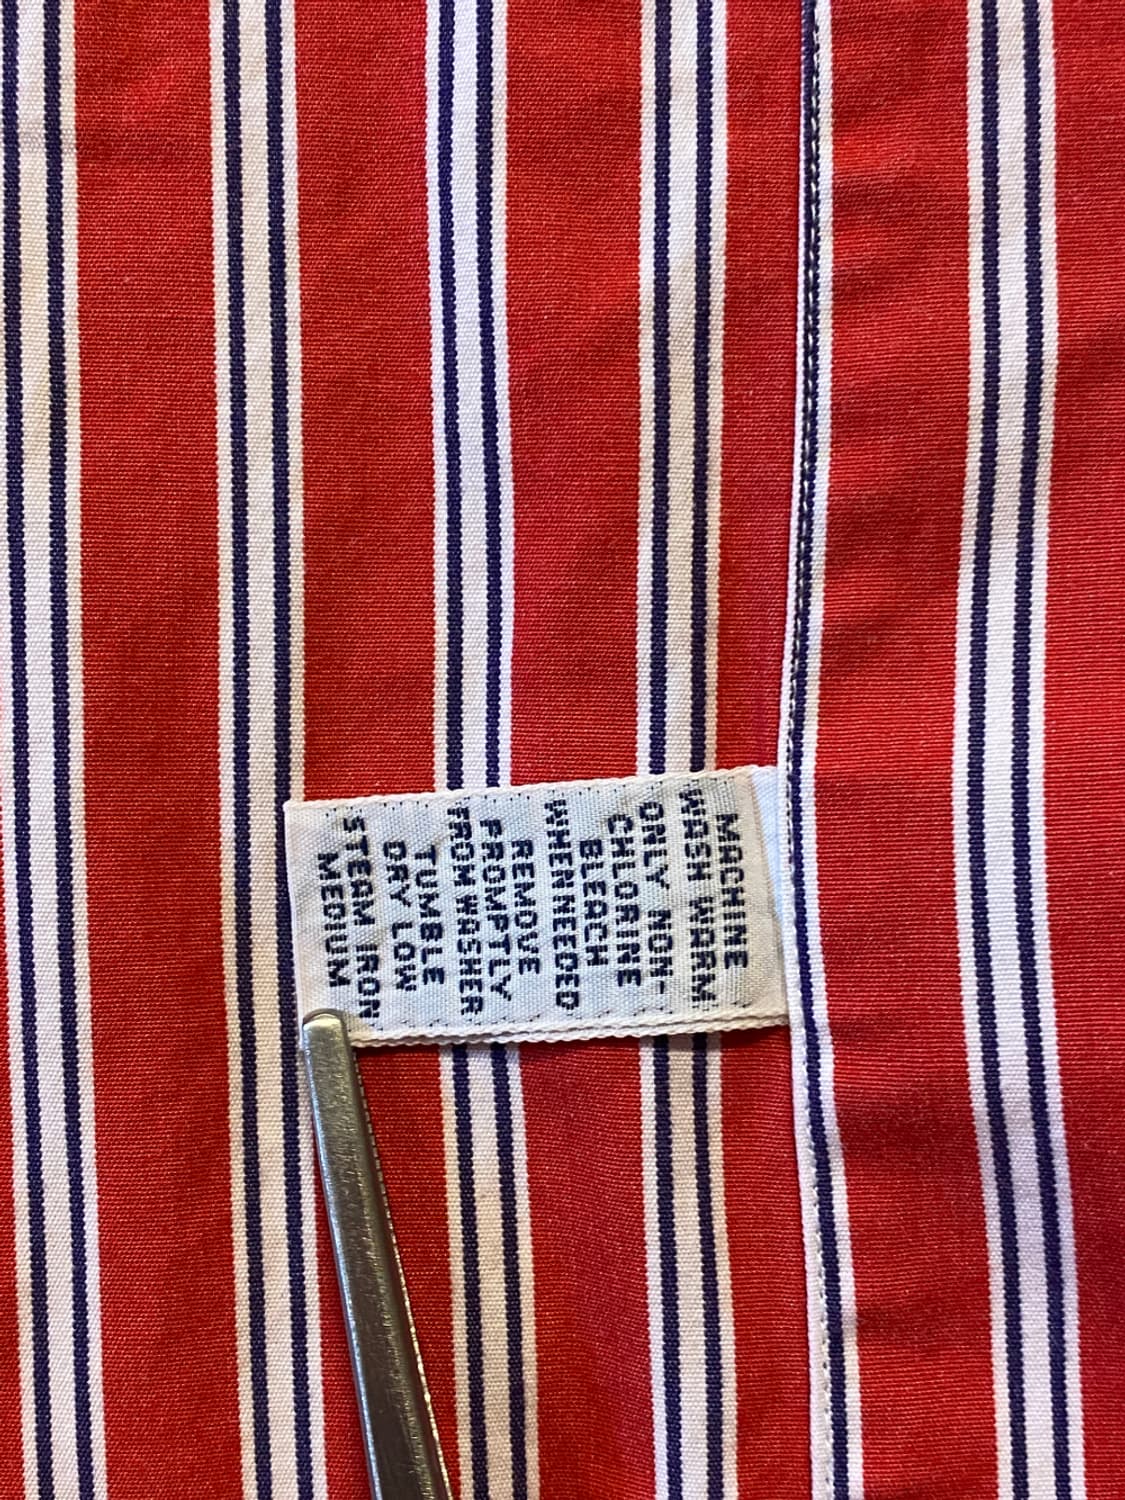 MACHINE
WASH WARM
ONLY NON-
CHLORINE
BLEACH
WHEN NEEDED
REMOVE
PROMPTLY
FROM WASHER
TUMBLE
DRY LOW
STEAM IRON
MEDIUM